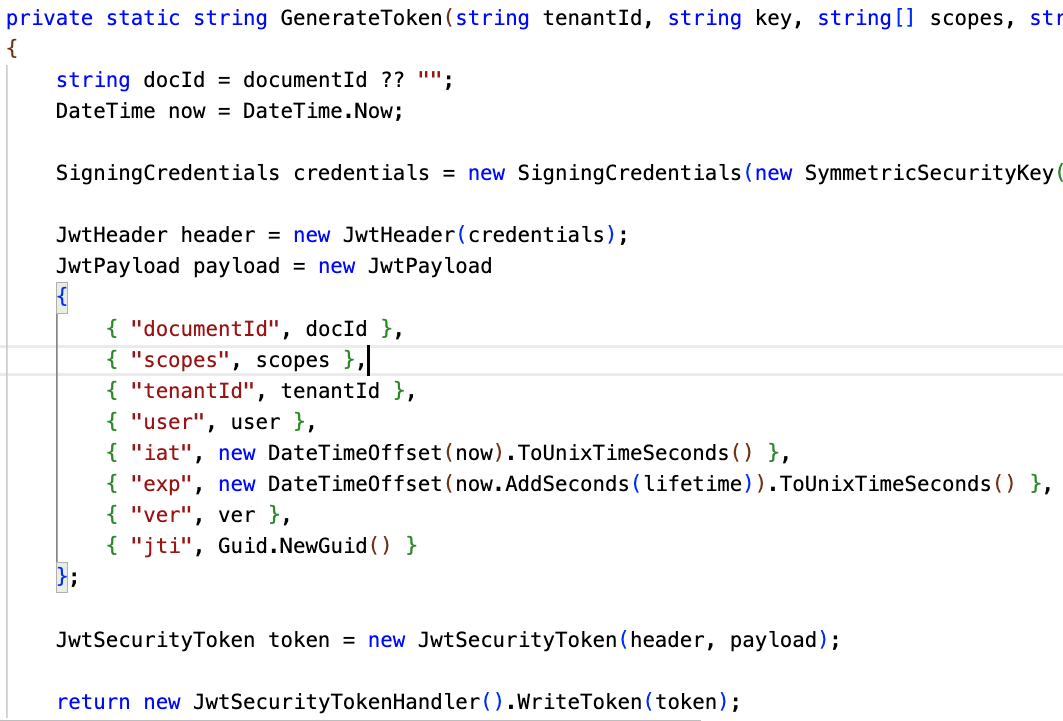 private static string GenerateToken(string tenantId, string key, string[] scopes, str
{
    string docId = documentId ?? "";
    DateTime now = DateTime.Now;

    SigningCredentials credentials = new SigningCredentials(new SymmetricSecurityKey(

    JwtHeader header = new JwtHeader(credentials);
    JwtPayload payload = new JwtPayload
    {
        { "documentId", docId },
        { "scopes", scopes },
        { "tenantId", tenantId },
        { "user", user },
        { "iat", new DateTimeOffset(now).ToUnixTimeSeconds() },
        { "exp", new DateTimeOffset(now.AddSeconds(lifetime)).ToUnixTimeSeconds() },
        { "ver", ver },
        { "jti", Guid.NewGuid() }
    };

    JwtSecurityToken token = new JwtSecurityToken(header, payload);

    return new JwtSecurityTokenHandler().WriteToken(token);